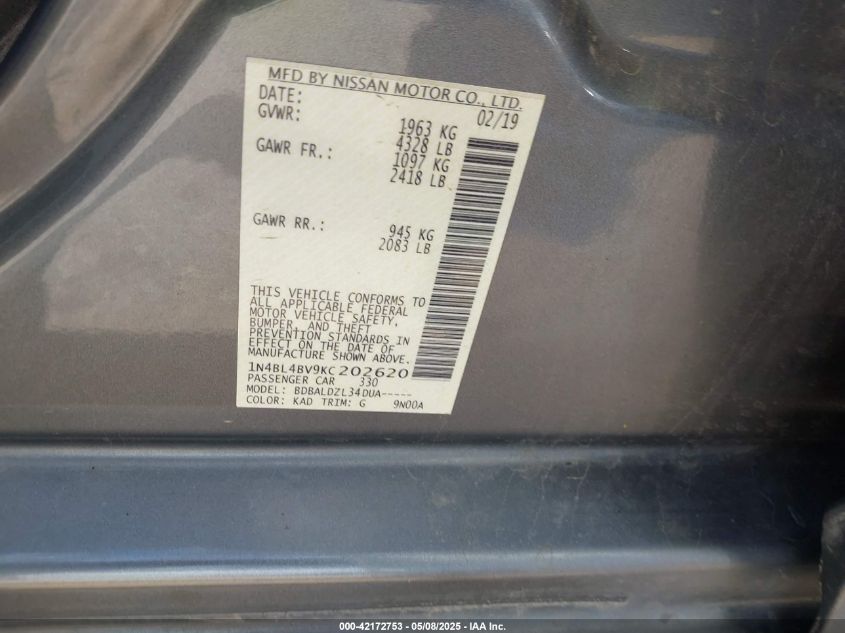 MFD BY NISSAN MOTOR CO., LTD.
DATE: 02/19
GVWR: 1963 KG
4328 LB
GAWR FR.: 1097 KG
2418 LB
GAWR RR.: 945 KG
2083 LB
THIS VEHICLE CONFORMS TO
ALL APPLICABLE FEDERAL
MOTOR VEHICLE SAFETY,
BUMPER, AND THEFT
PREVENTION STANDARDS IN
EFFECT ON THE DATE OF
MANUFACTURE SHOWN ABOVE.
1N4BL4BV9KC202620
PASSENGER CAR 330
MODEL: BDBALDZL34DUA-----
COLOR: KAD TRIM: G 9N00A
000-42172753 - 05/08/2025 - IAA Inc.